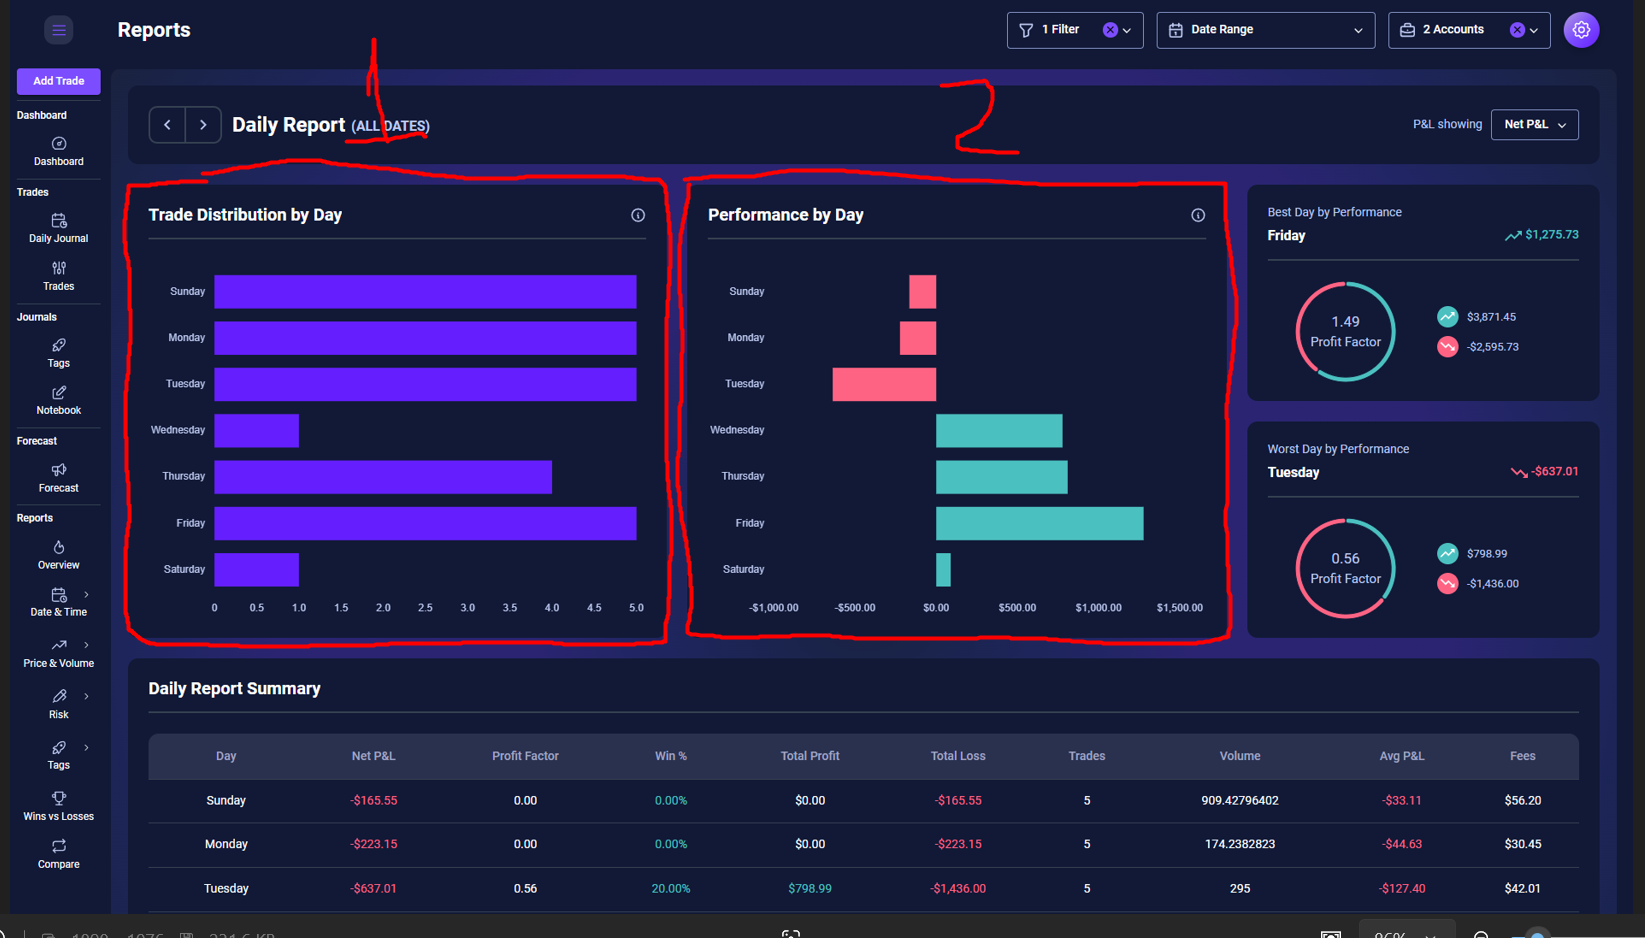 Reports
1 Filter
Date Range
2 Accounts
Add Trade
Dashboard
Dashboard
Trades
Daily Journal
Trades
Journals
Tags
Notebook
Forecast
Forecast
Reports
Overview
Date & Time
Price & Volume
Risk
Tags
Wins vs Losses
Compare
1
2
Daily Report (ALL DATES)
P&L showing
Net P&L
Trade Distribution by Day
Sunday
Monday
Tuesday
Wednesday
Thursday
Friday
Saturday
0 0.5 1.0 1.5 2.0 2.5 3.0 3.5 4.0 4.5 5.0
Performance by Day
Sunday
Monday
Tuesday
Wednesday
Thursday
Friday
Saturday
-$1,000.00 -$500.00 $0.00 $500.00 $1,000.00 $1,500.00
Best Day by Performance
Friday $1,275.73
1.49
Profit Factor
$3,871.45
-$2,595.73
Worst Day by Performance
Tuesday -$637.01
0.56
Profit Factor
$798.99
-$1,436.00
Daily Report Summary
Day Net P&L Profit Factor Win % Total Profit Total Loss Trades Volume Avg P&L Fees
Sunday -$165.55 0.00 0.00% $0.00 -$165.55 5 909.42796402 -$33.11 $56.20
Monday -$223.15 0.00 0.00% $0.00 -$223.15 5 174.2382823 -$44.63 $30.45
Tuesday -$637.01 0.56 20.00% $798.99 -$1,436.00 5 295 -$127.40 $42.01